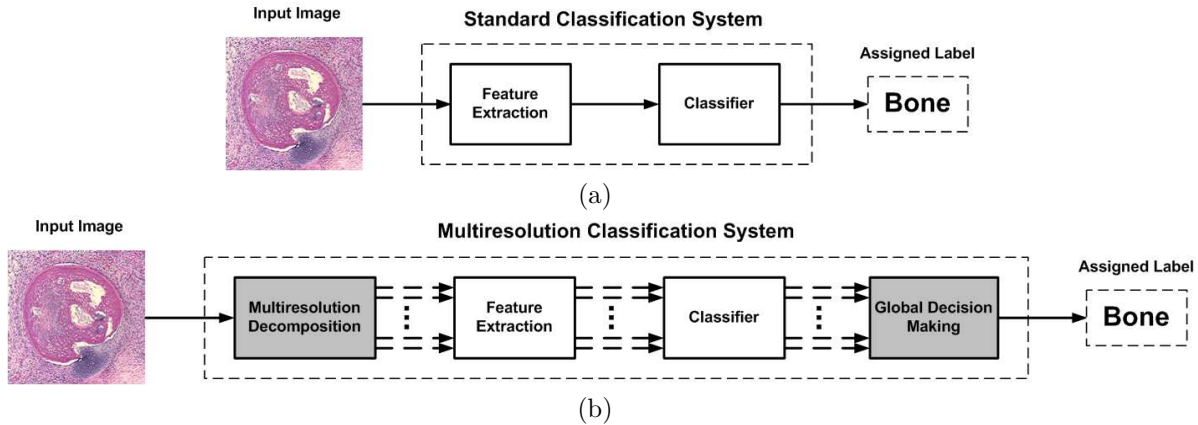 Input Image
Standard Classification System
Assigned Label
Feature
Extraction
Classifier
Bone
(a)
Input Image
Multiresolution Classification System
Assigned Label
Multiresolution
Decomposition
Feature
Extraction
Classifier
Global Decision
Making
Bone
(b)